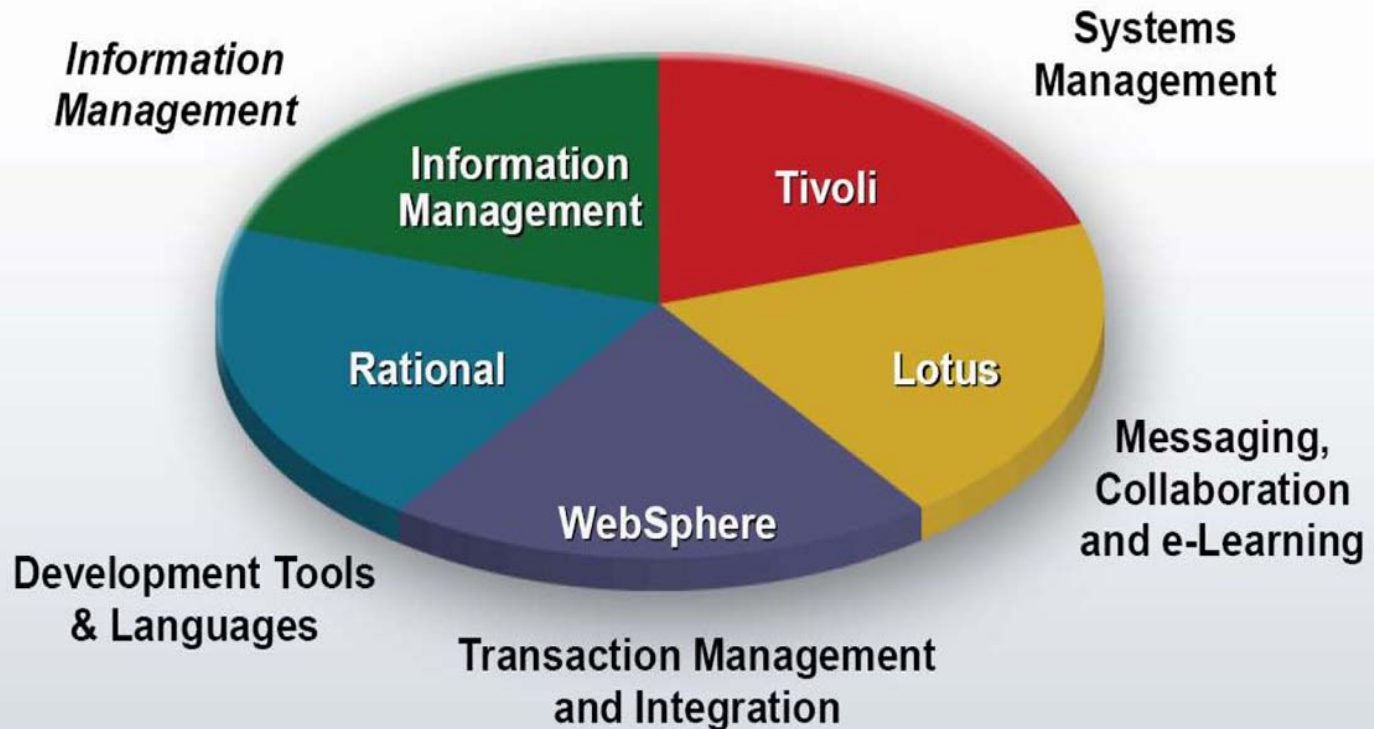 Information
Management
Systems
Management
Information
Management
Tivoli
Rational
Lotus
WebSphere
Messaging,
Collaboration
and e-Learning
Development Tools
& Languages
Transaction Management
and Integration